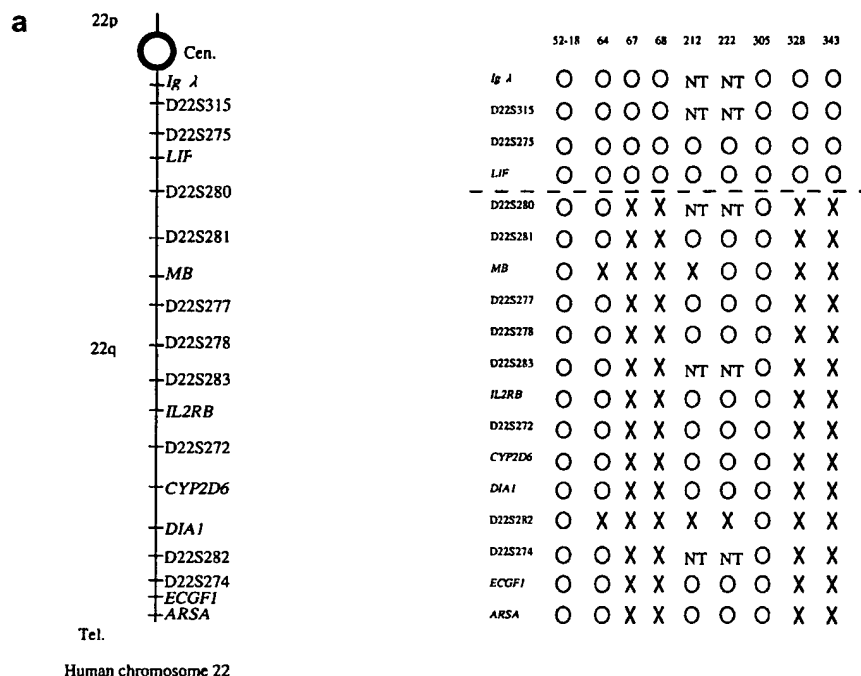 a
22p
Cen.
Ig λ
D22S315
D22S275
LIF
D22S280
D22S281
MB
D22S277
22q
D22S278
D22S283
IL2RB
D22S272
CYP2D6
DIA1
D22S282
D22S274
ECGF1
ARSA
Tel.
Human chromosome 22
52-18 64 67 68 212 222 305 328 343
Ig λ O O O O NT NT O O O
D22S315 O O O O NT NT O O O
D22S275 O O O O O O O O O
LIF O O O O O O O O O
D22S280 O O X X NT NT O X X
D22S281 O O X X O O O X X
MB O X X X X O O X X
D22S277 O O X X O O O X X
D22S278 O O X X O O O X X
D22S283 O O X X NT NT O X X
IL2RB O O X X O O O X X
D22S272 O O X X O O O X X
CYP2D6 O O X X O O O X X
DIA1 O O X X O O O X X
D22S282 O X X X X X O X X
D22S274 O O X X NT NT O X X
ECGF1 O O X X O O O X X
ARSA O O X X O O O X X